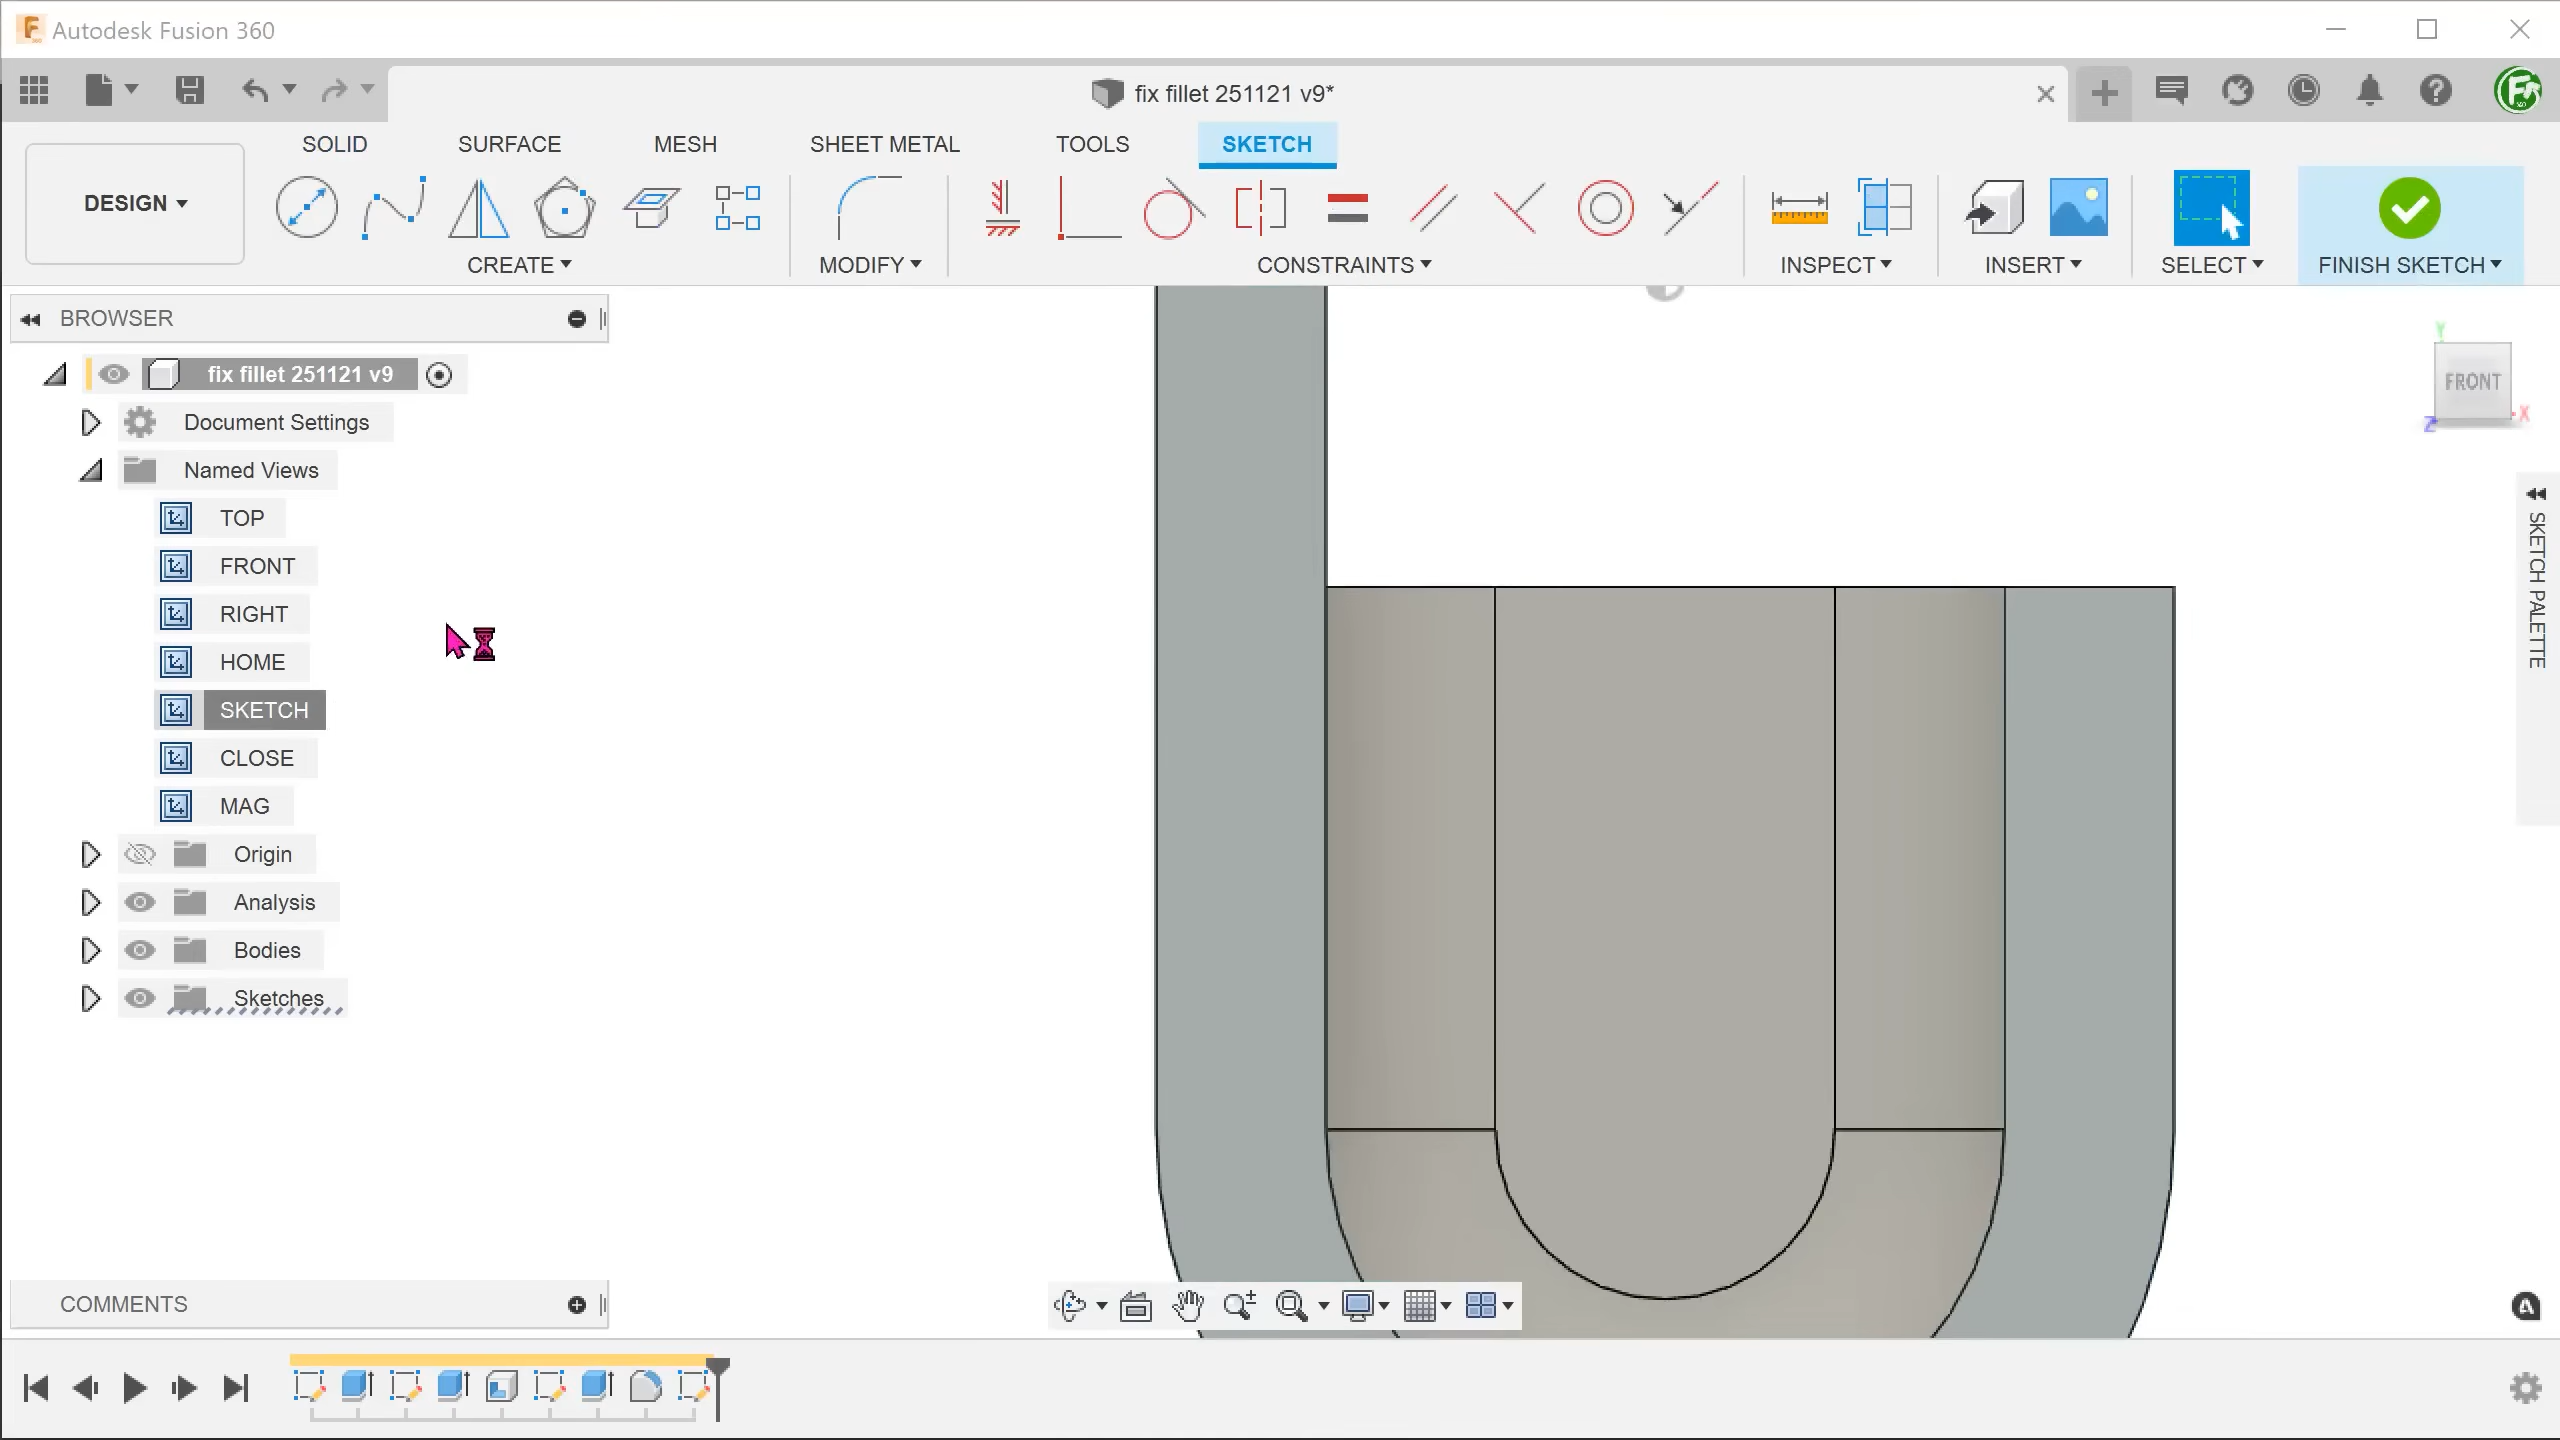 Autodesk Fusion 360
fix fillet 251121 v9*
SOLID SURFACE MESH SHEET METAL TOOLS SKETCH
DESIGN
CREATE MODIFY CONSTRAINTS INSPECT INSERT SELECT FINISH SKETCH
BROWSER
fix fillet 251121 v9
Document Settings
Named Views
TOP
FRONT
RIGHT
HOME
SKETCH
CLOSE
MAG
Origin
Analysis
Bodies
Sketches
Y
FRONT
X
Z
SKETCH PALETTE
COMMENTS